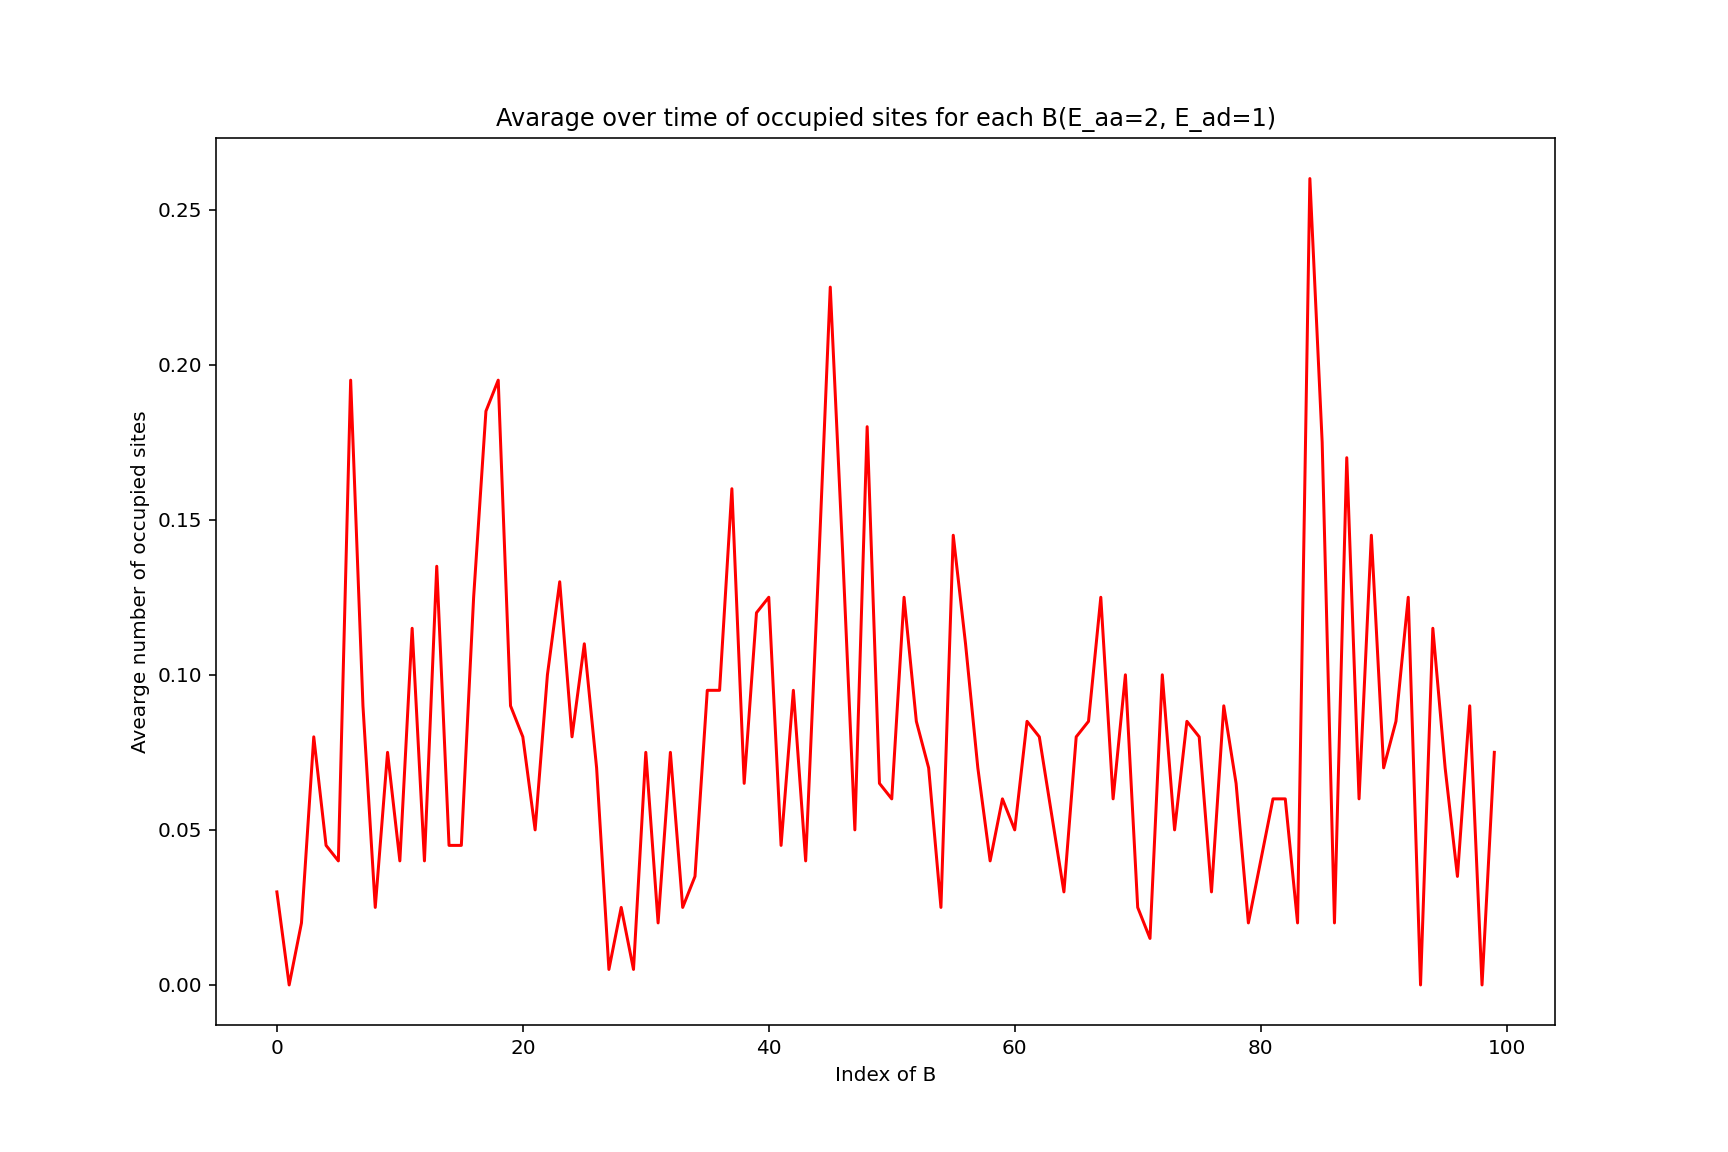 Avarage over time of occupied sites for each B(E_aa=2, E_ad=1)
0.25
0.20
0.15
0.10
0.05
0.00
Avearge number of occupied sites
0 20 40 60 80 100
Index of B